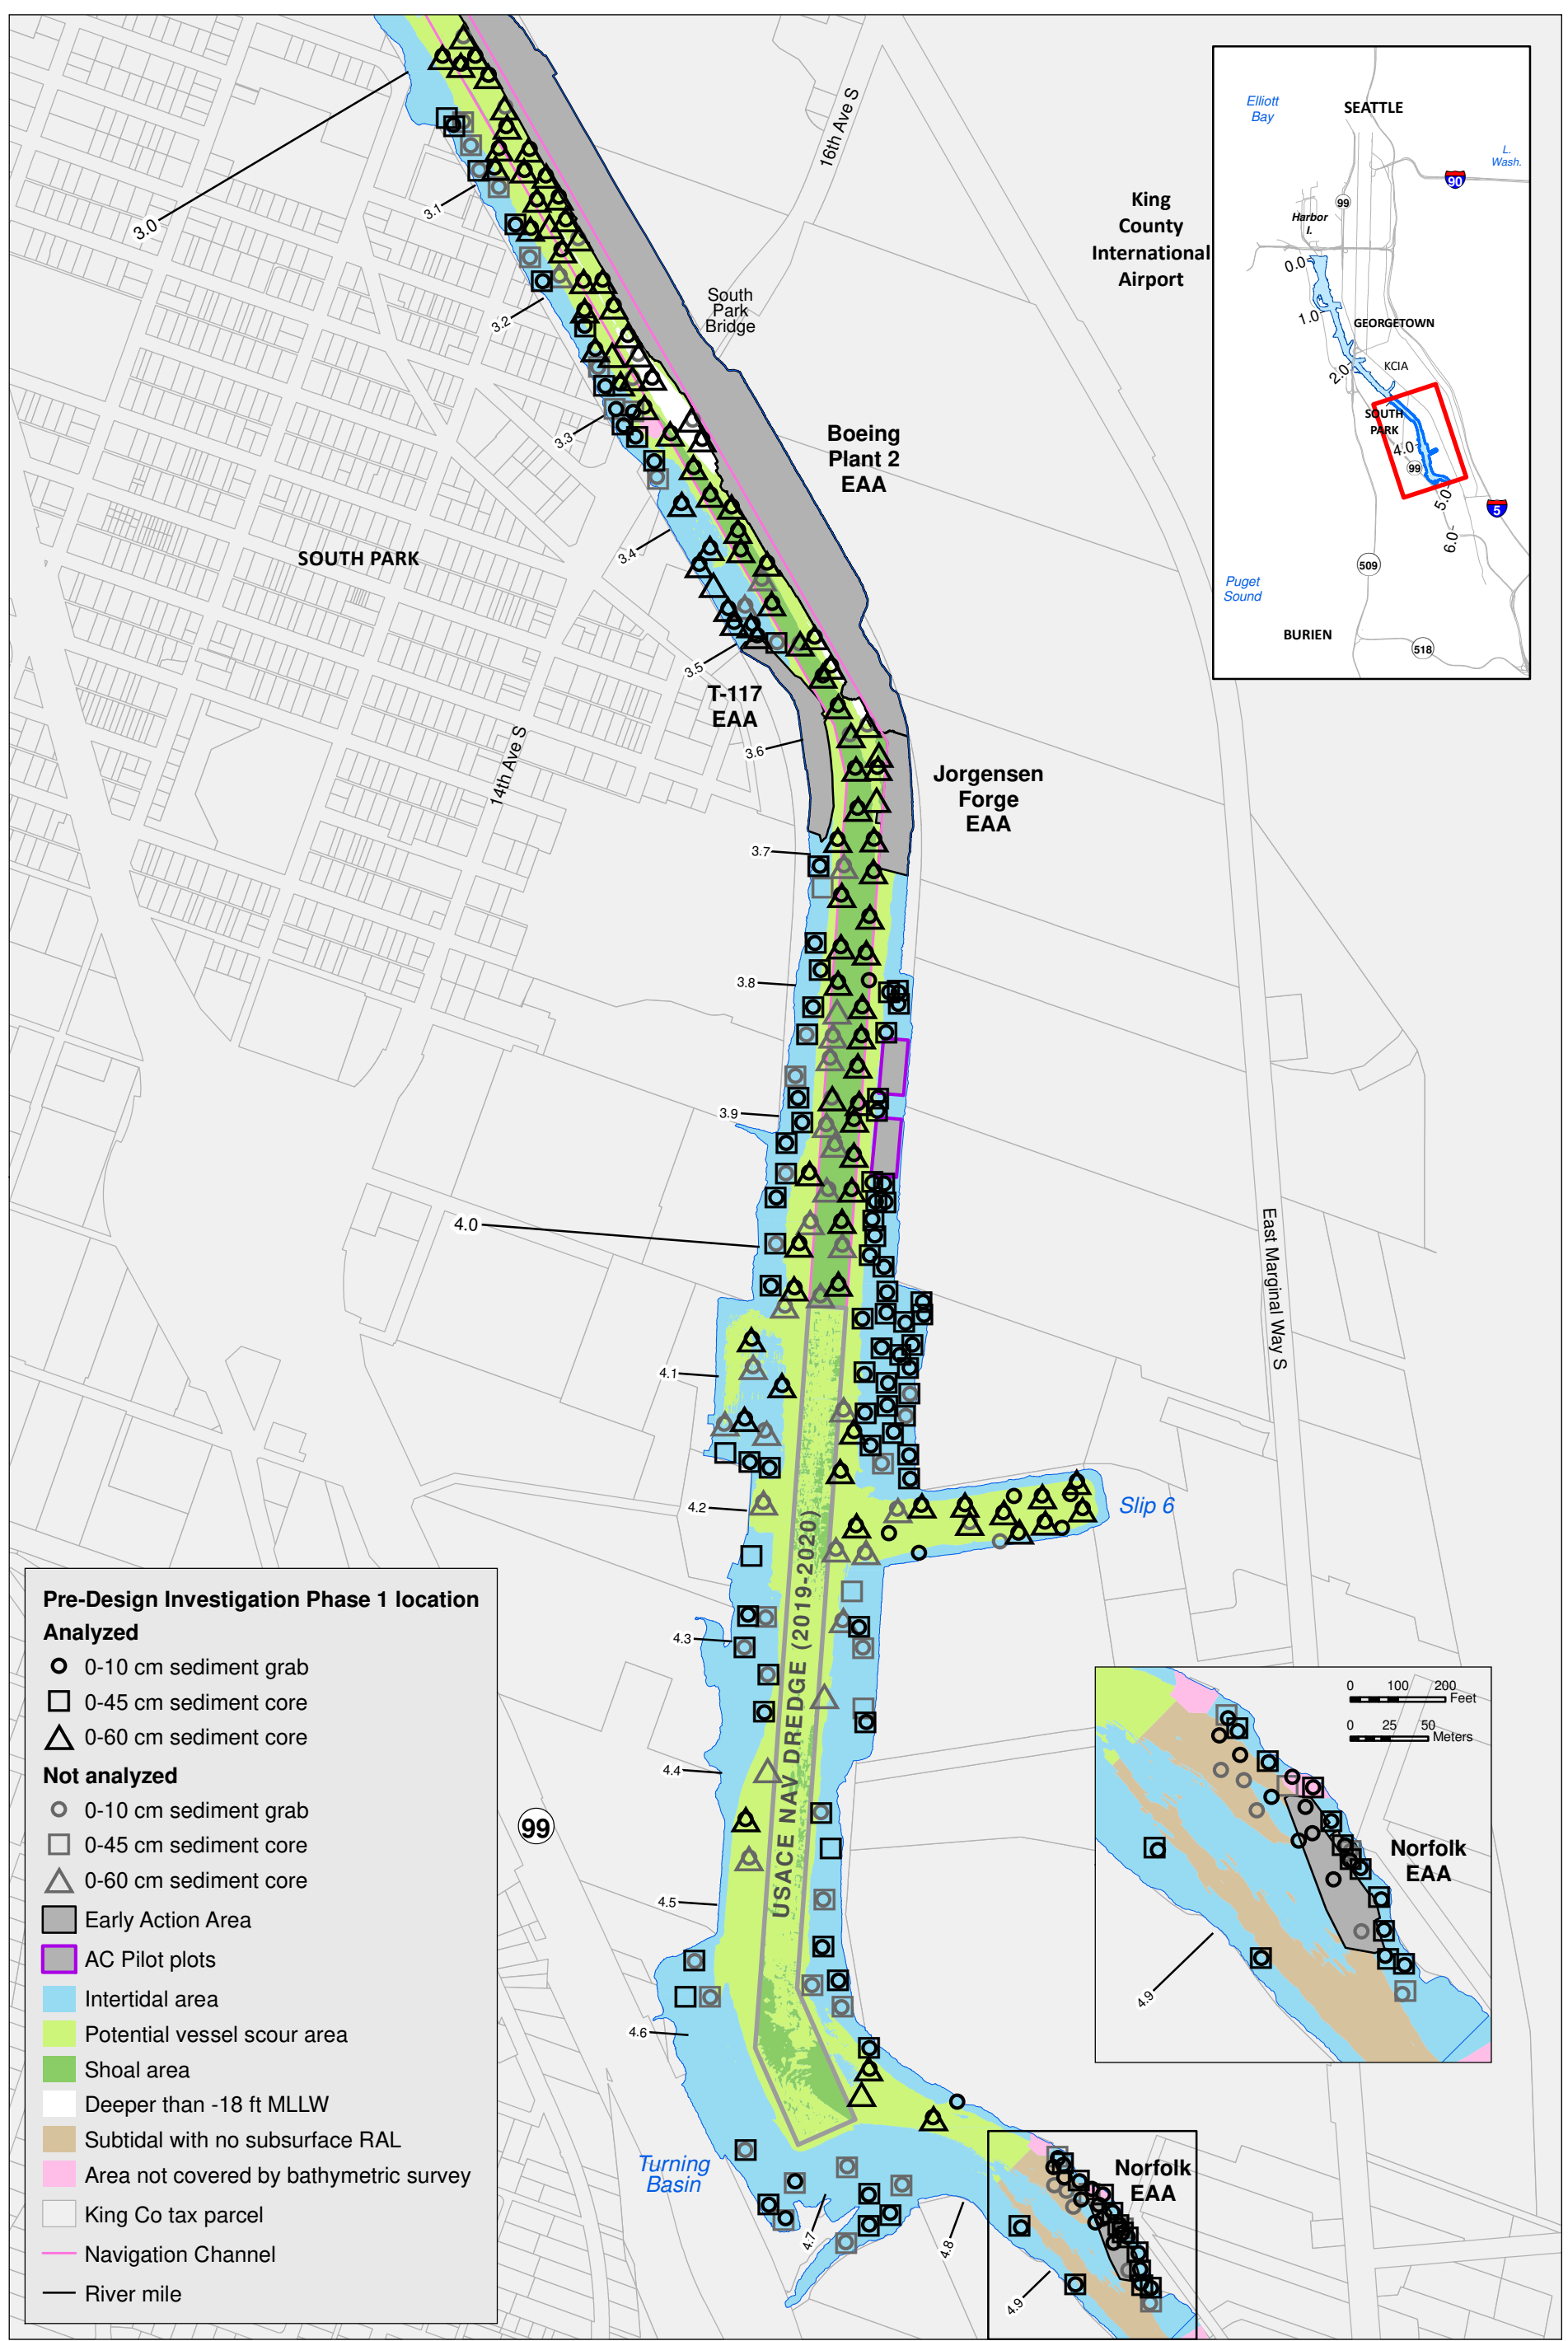 3.0
3.1
3.2
3.3
3.4
3.5
3.6
3.7
3.8
3.9
4.0
4.1
4.2
4.3
4.4
4.5
4.6
4.7
4.8
4.9
16th Ave S
South
Park
Bridge
King
County
International
Airport
Boeing
Plant 2
EAA
SOUTH PARK
T-117
EAA
14th Ave S
Jorgensen
Forge
EAA
East Marginal Way S
Slip 6
USACE NAV DREDGE (2019-2020)
99
Turning
Basin
Norfolk
EAA
Elliott
Bay
SEATTLE
L.
Wash.
90
99
Harbor
I.
0.0
1.0
GEORGETOWN
2.0
KCIA
SOUTH
PARK
4.0
99
5.0
5
6.0
509
Puget
Sound
BURIEN
518
0 100 200
Feet
0 25 50
Meters
Norfolk
EAA
4.9
Pre-Design Investigation Phase 1 location
Analyzed
0-10 cm sediment grab
0-45 cm sediment core
0-60 cm sediment core
Not analyzed
0-10 cm sediment grab
0-45 cm sediment core
0-60 cm sediment core
Early Action Area
AC Pilot plots
Intertidal area
Potential vessel scour area
Shoal area
Deeper than -18 ft MLLW
Subtidal with no subsurface RAL
Area not covered by bathymetric survey
King Co tax parcel
Navigation Channel
River mile